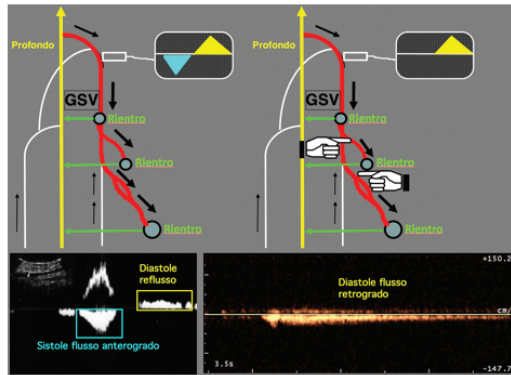 Profondo
GSV
Rientro
Rientro
Rientro
Profondo
GSV
Rientro
Rientro
Rientro
Diastole
reflusso
Sistole flusso anterogrado
Diastole flusso
retrogrado
+150.2
cm/
-147.7
3.5s